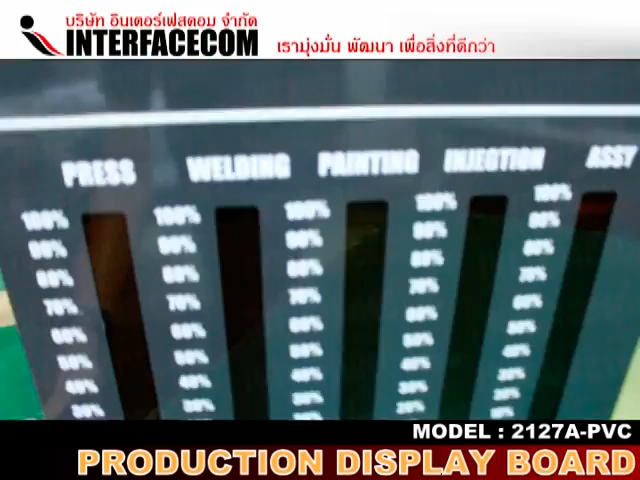 บริษัท อินเตอร์เฟสคอม จำกัด
INTERFACECOM เรามุ่งมั่น พัฒนา เพื่อสิ่งที่ดีกว่า
PRESS WELDING PAINTING INJECTION ASSY
100% 100% 100% 100% 100%
90% 90% 90% 90% 90%
80% 80% 80% 80% 80%
70% 70% 70% 70% 70%
60% 60% 60% 60% 60%
50% 50% 50% 50% 50%
40% 40% 40% 40% 40%
30% 30% 30% 30% 30%
20% 20% 20%
10%
MODEL : 2127A-PVC
PRODUCTION DISPLAY BOARD